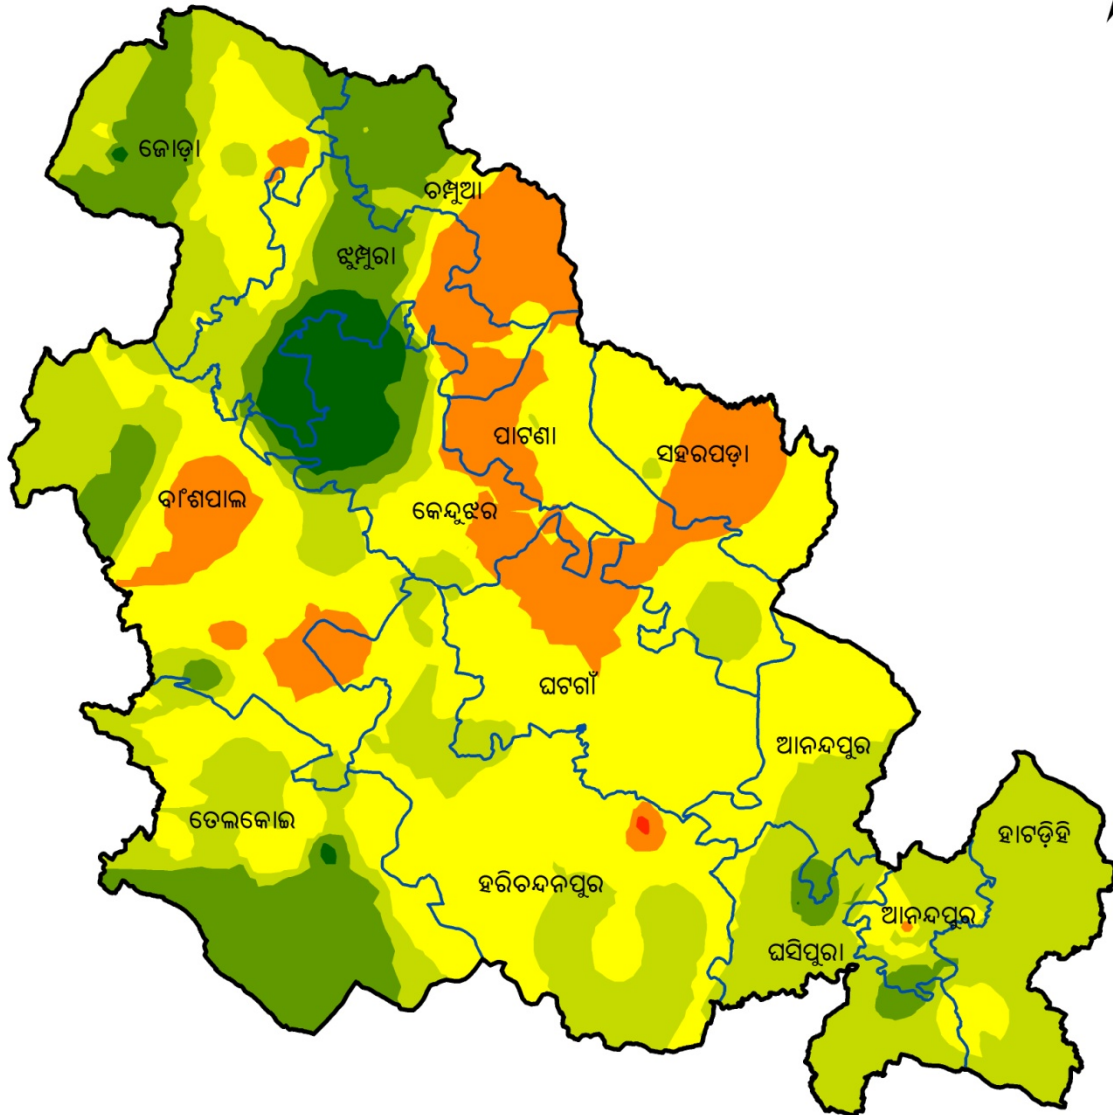 ଜୋଡ଼ା
ଚମ୍ପୁଆ
ଝୁମ୍ପୁରା
ପାଟଣା
ସହରପଡ଼ା
ବାଂଶପାଲ
କେନ୍ଦୁଝର
ଘଟଗାଁ
ଆନନ୍ଦପୁର
ତେଲକୋଇ
ହାଟଡ଼ିହି
ହରିଚନ୍ଦନପୁର
ଆନନ୍ଦପୁର
ଘସିପୁରା